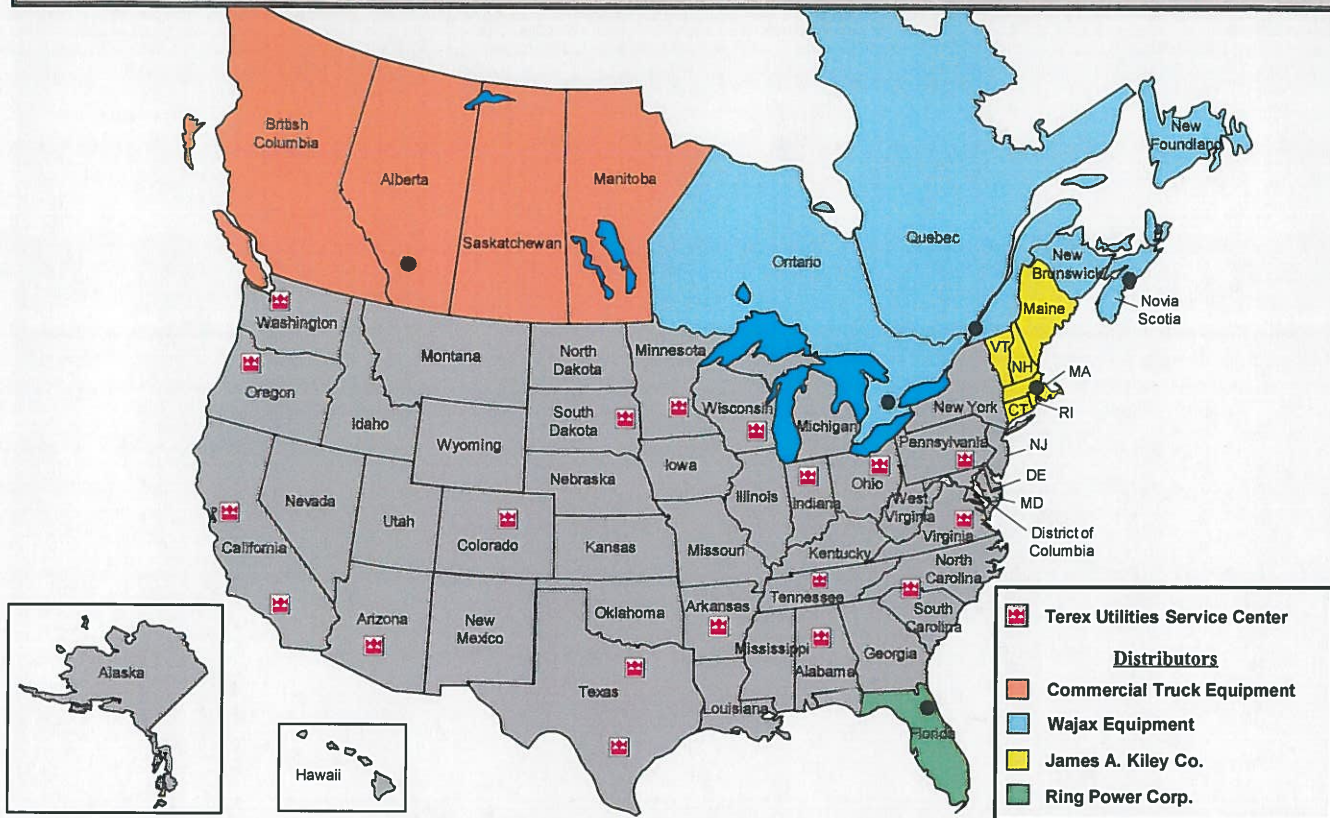 British
Columbia
Alberta
Saskatchewan
Manitoba
Ontario
Quebec
New
Foundland
New
Brunswick
Novia
Scotia
Maine
VT
NH
MA
CT
RI
Washington
Oregon
Montana
Idaho
Wyoming
North
Dakota
South
Dakota
Minnesota
Wisconsin
Michigan
New York
Pennsylvania
NJ
DE
MD
District of
Columbia
Nebraska
Iowa
Illinois
Indiana
Ohio
West
Virginia
Virginia
Nevada
Utah
Colorado
Kansas
Missouri
Kentucky
California
Arizona
New
Mexico
Oklahoma
Arkansas
Tennessee
North
Carolina
South
Carolina
Texas
Louisiana
Mississippi
Alabama
Georgia
Florida
Alaska
Hawaii
Terex Utilities Service Center
Distributors
Commercial Truck Equipment
Wajax Equipment
James A. Kiley Co.
Ring Power Corp.